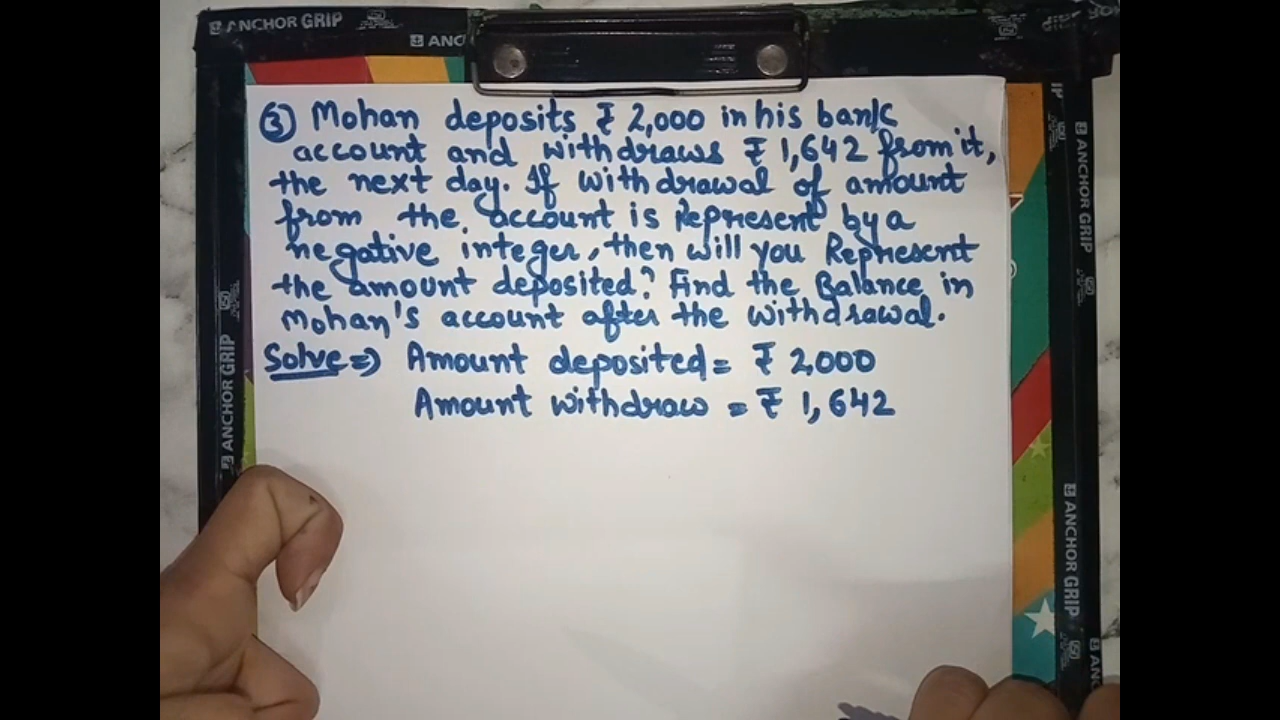 ANCHOR GRIP
ANC
③ Mohan deposits ₹ 2,000 in his bank
account and withdraws ₹ 1,642 from it,
the next day. If withdrawal of amount
from the account is Represent by a
negative integer, then will you Represent
the amount deposited? Find the Balance in
Mohan's account after the withdrawal.
Solve ⇒ Amount deposited = ₹ 2,000
Amount withdraw = ₹ 1,642
ANCHOR GRIP
ANCHOR GRIP
ANCHOR GRIP
ANC